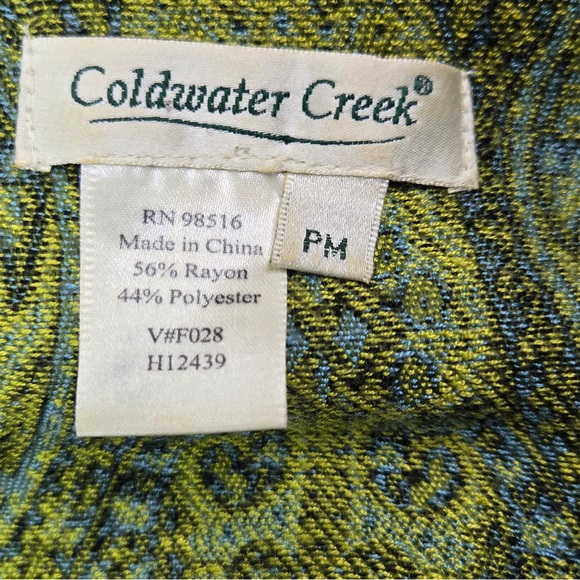 Coldwater Creek®
RN 98516
Made in China
56% Rayon
44% Polyester
V#F028
H12439
PM